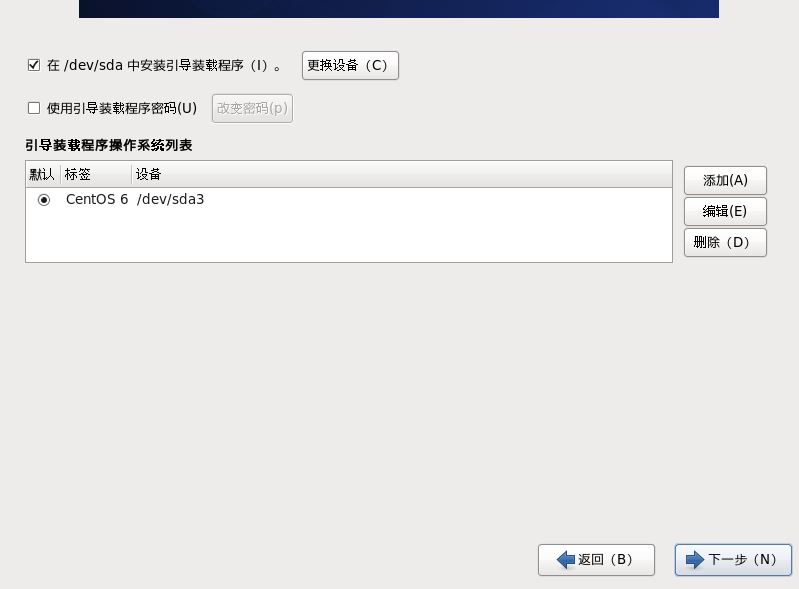 在 /dev/sda 中安装引导装载程序（I）。 更换设备（C）
使用引导装载程序密码(U) 改变密码(p)
引导装载程序操作系统列表
默认 标签 设备
CentOS 6 /dev/sda3
添加(A)
编辑(E)
删除（D）
返回（B） 下一步（N）